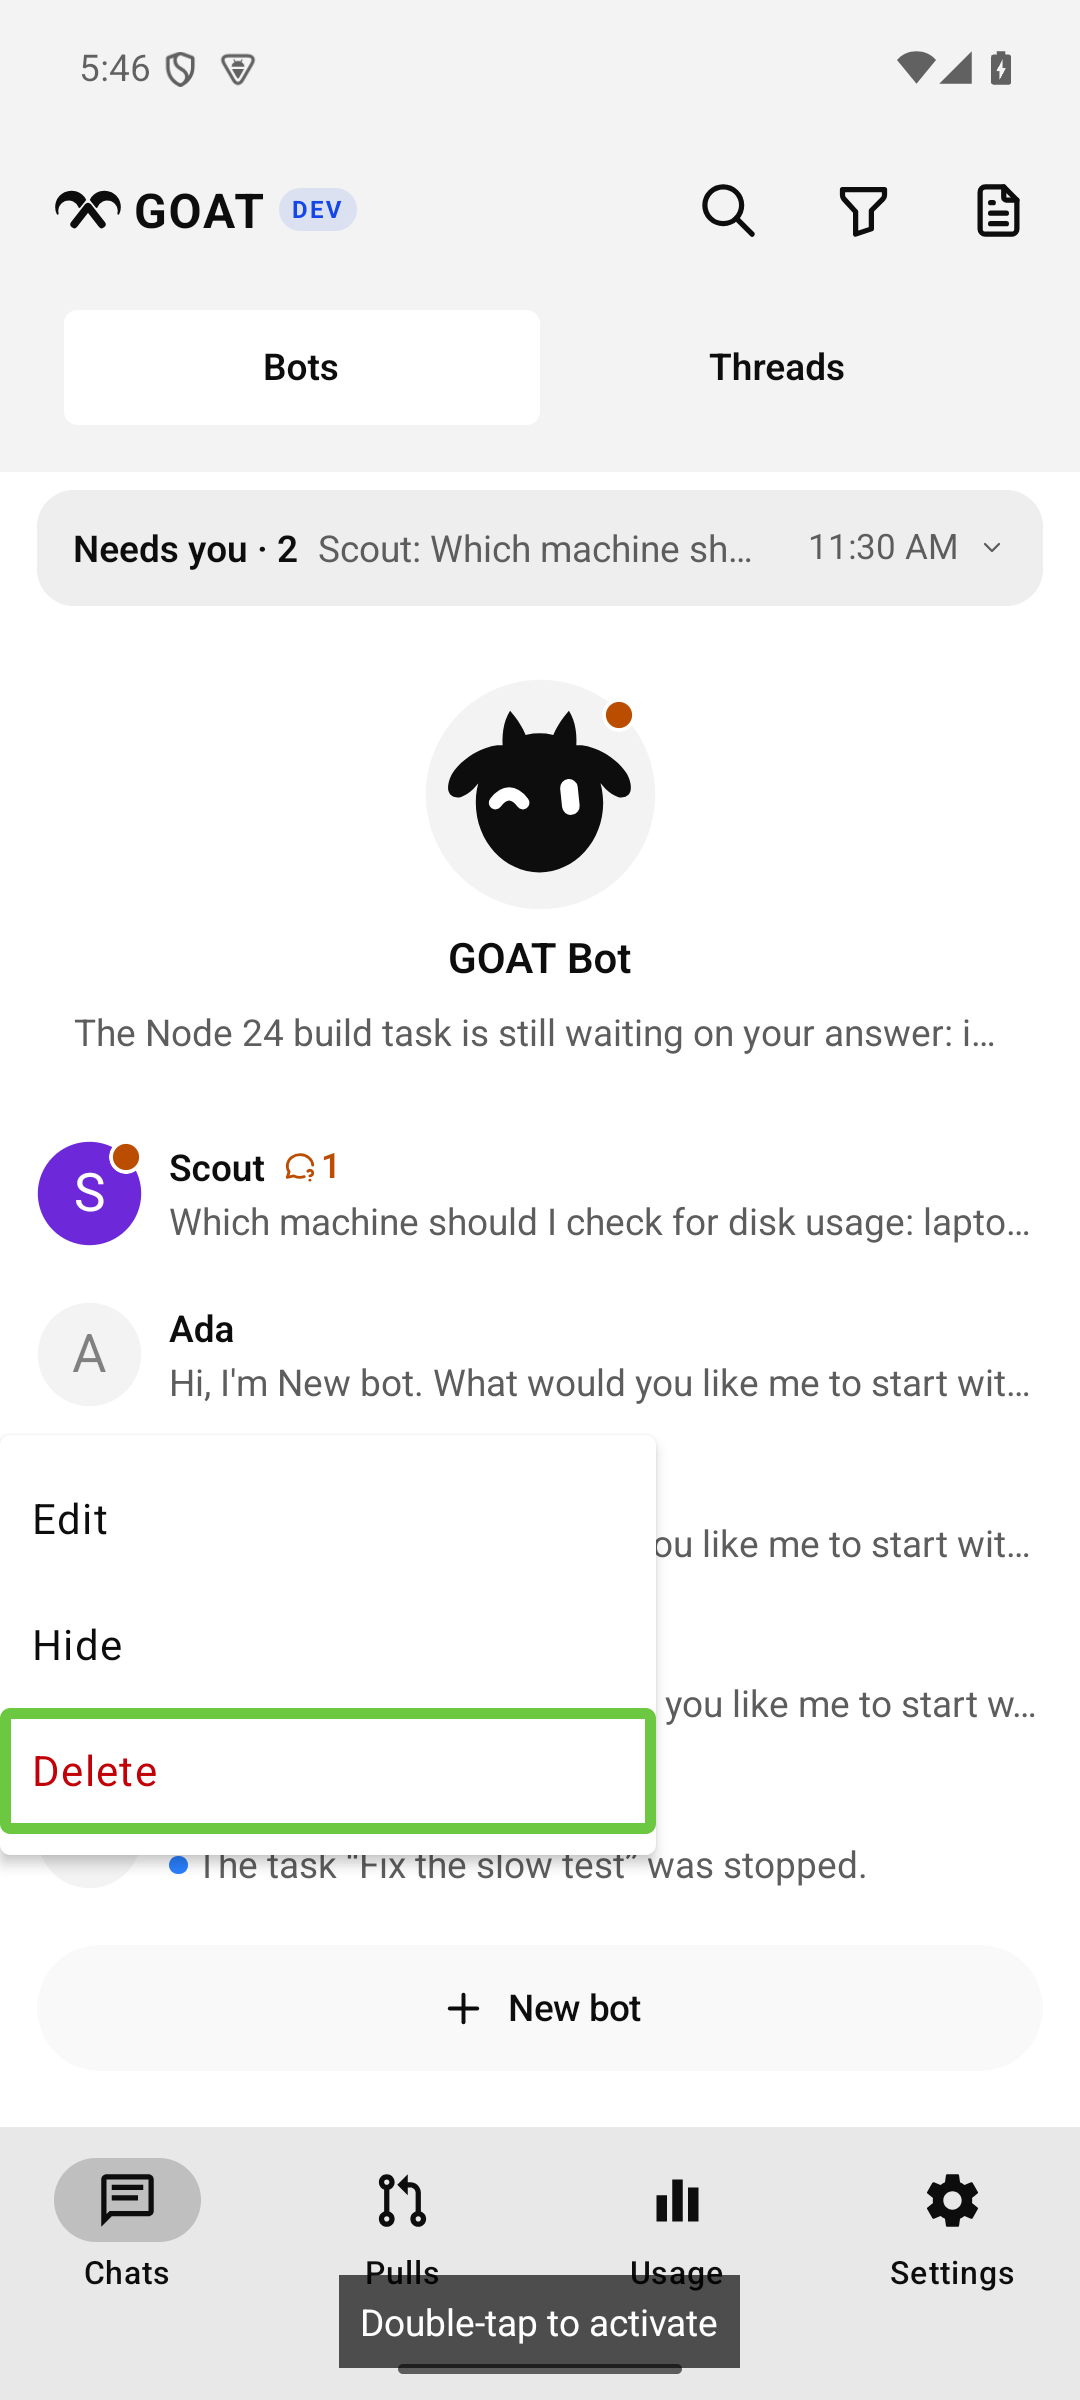 5:46
GOAT DEV
Bots Threads
Needs you · 2 Scout: Which machine sh… 11:30 AM
GOAT Bot
The Node 24 build task is still waiting on your answer: i…
S
Scout 1
Which machine should I check for disk usage: lapto…
A
Ada
Hi, I'm New bot. What would you like me to start wit…
Edit
ou like me to start wit…
Hide
you like me to start w…
Delete
The task “Fix the slow test” was stopped.
New bot
Chats Pulls Usage Settings
Double-tap to activate